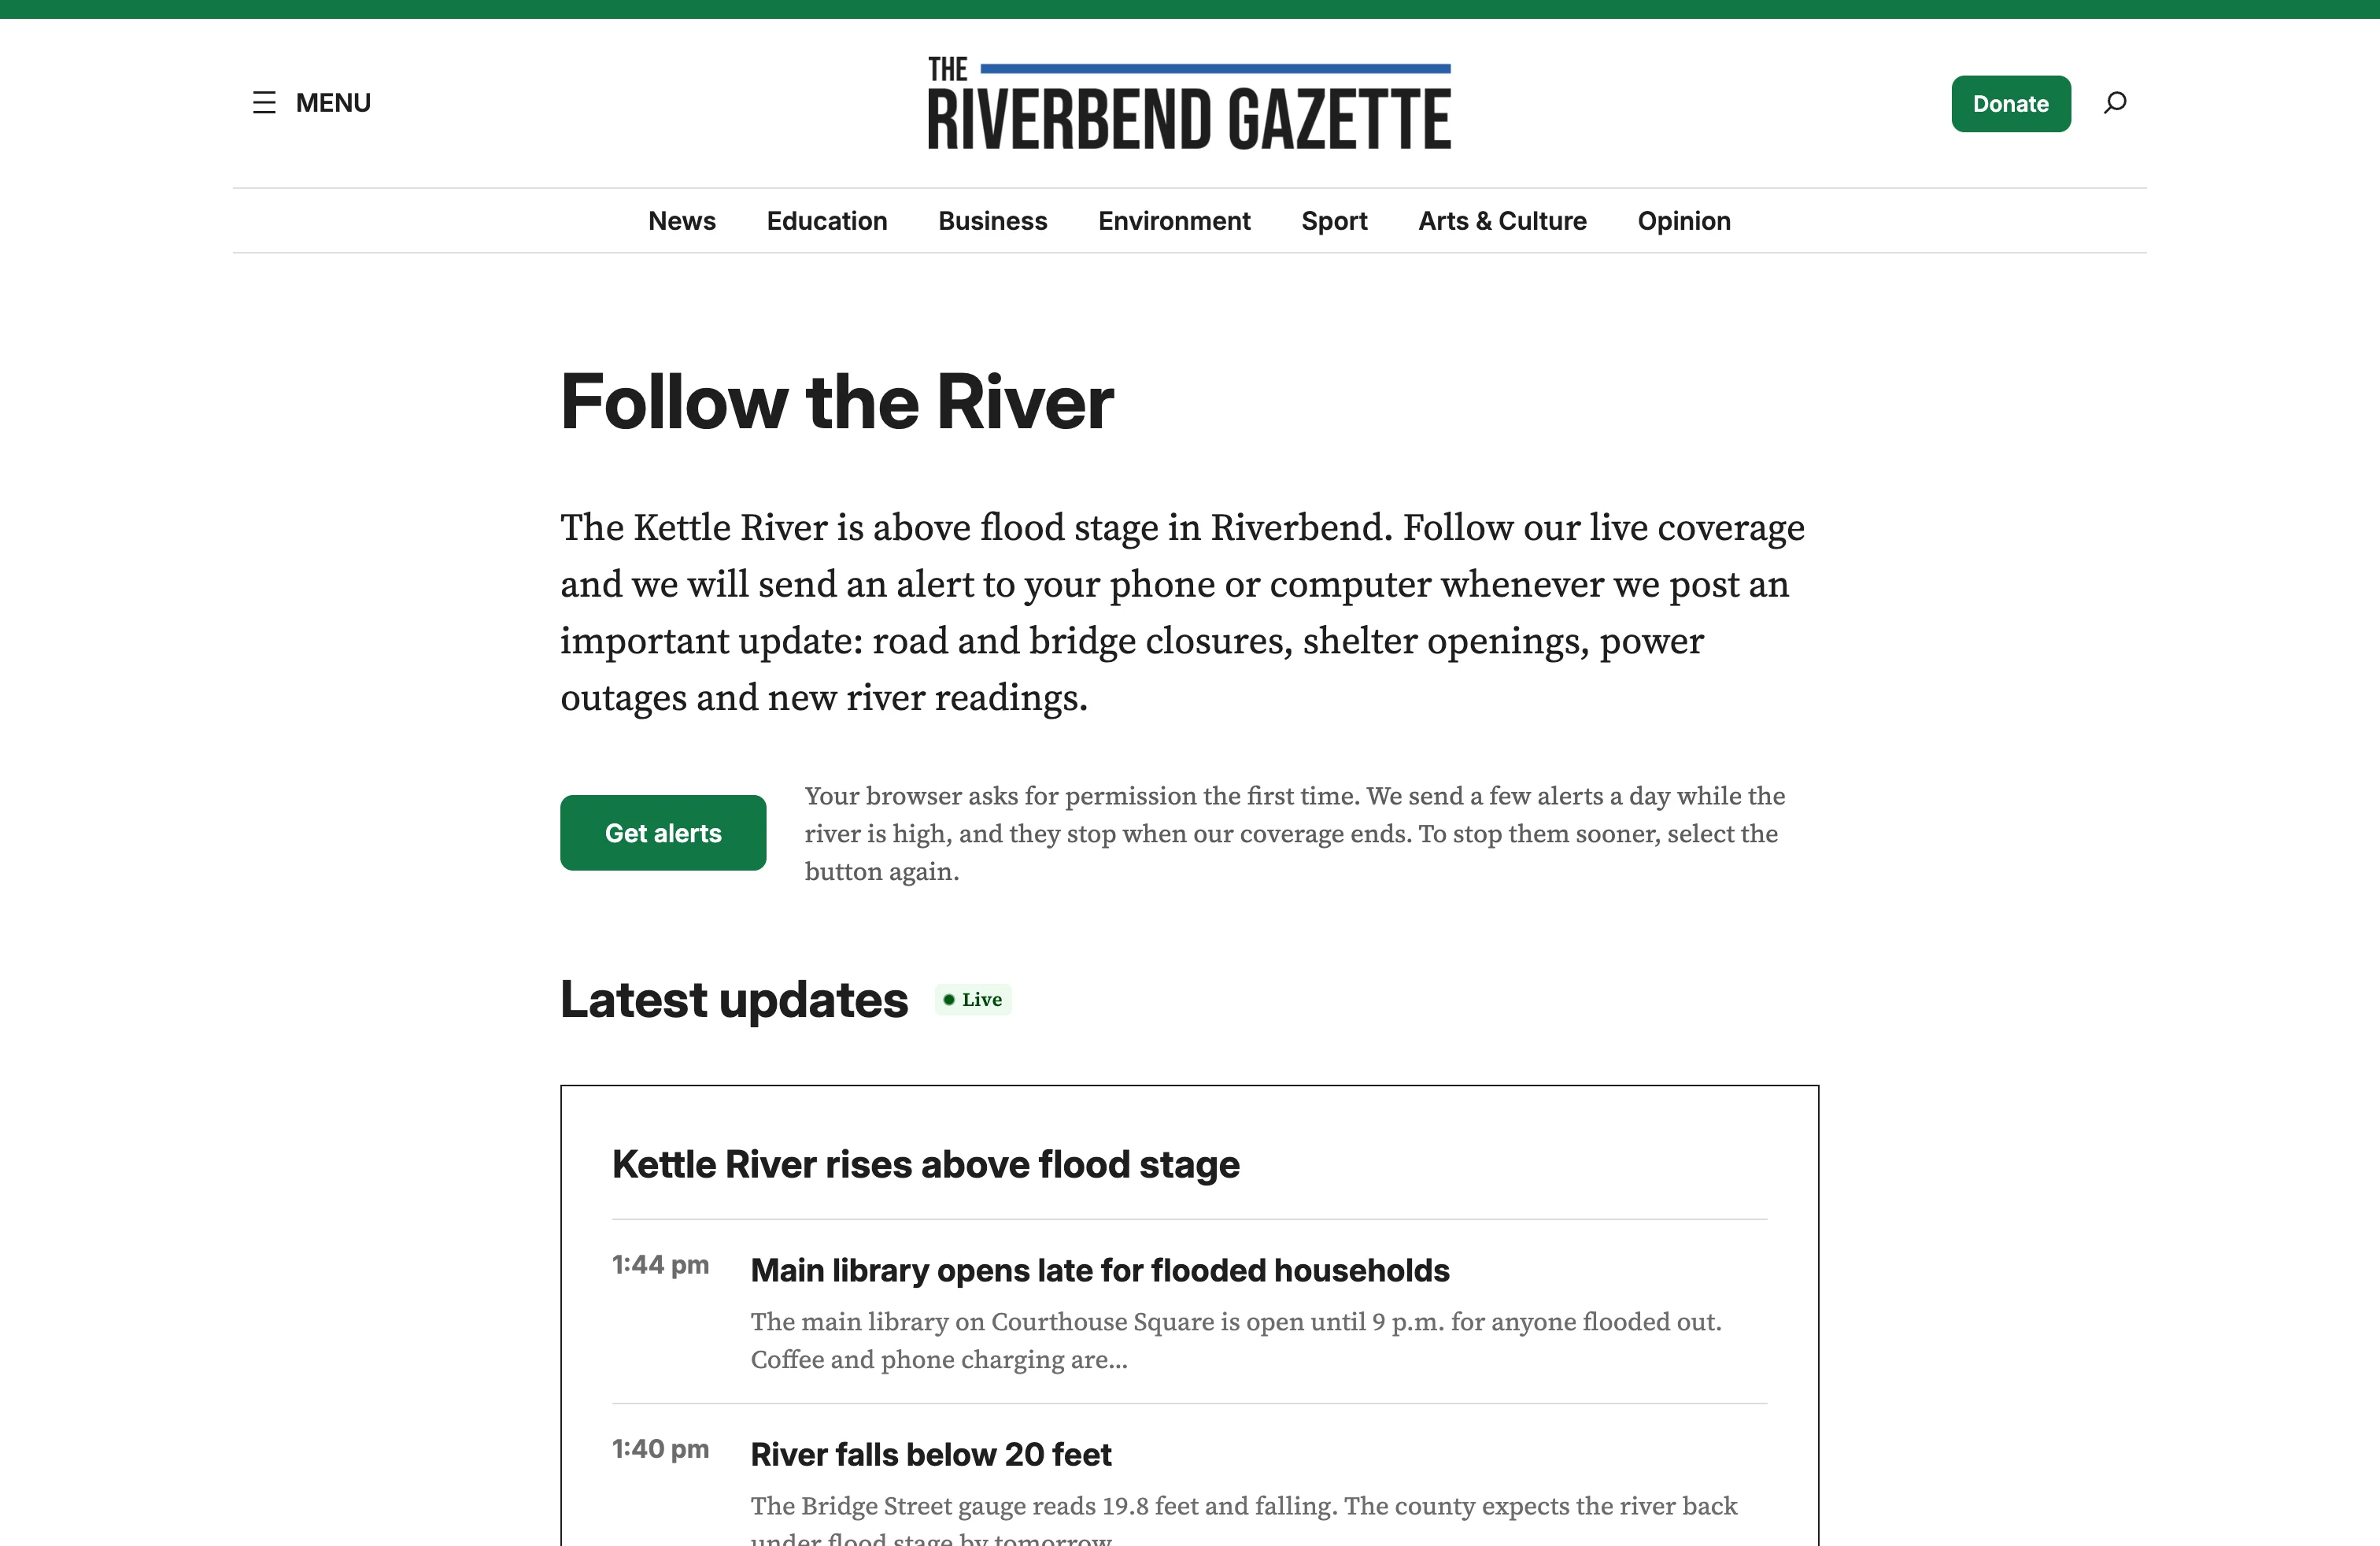 THE
RIVERBEND GAZETTE
MENU
Donate
News Education Business Environment Sport Arts & Culture Opinion
Follow the River
The Kettle River is above flood stage in Riverbend. Follow our live coverage
and we will send an alert to your phone or computer whenever we post an
important update: road and bridge closures, shelter openings, power
outages and new river readings.
Get alerts
Your browser asks for permission the first time. We send a few alerts a day while the
river is high, and they stop when our coverage ends. To stop them sooner, select the
button again.
Latest updates
Live
Kettle River rises above flood stage
1:44 pm
Main library opens late for flooded households
The main library on Courthouse Square is open until 9 p.m. for anyone flooded out.
Coffee and phone charging are...
1:40 pm
River falls below 20 feet
The Bridge Street gauge reads 19.8 feet and falling. The county expects the river back
under flood stage by tomorrow